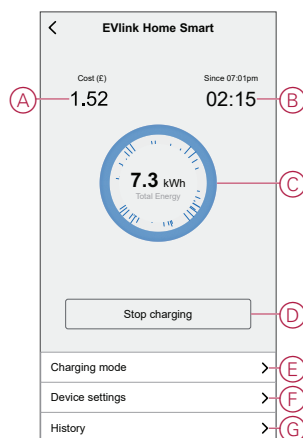 EVlink Home Smart
Cost (£)
Since 07:01pm
A
1.52
02:15
B
7.3 kWh
Total Energy
C
Stop charging
D
Charging mode
E
Device settings
F
History
G